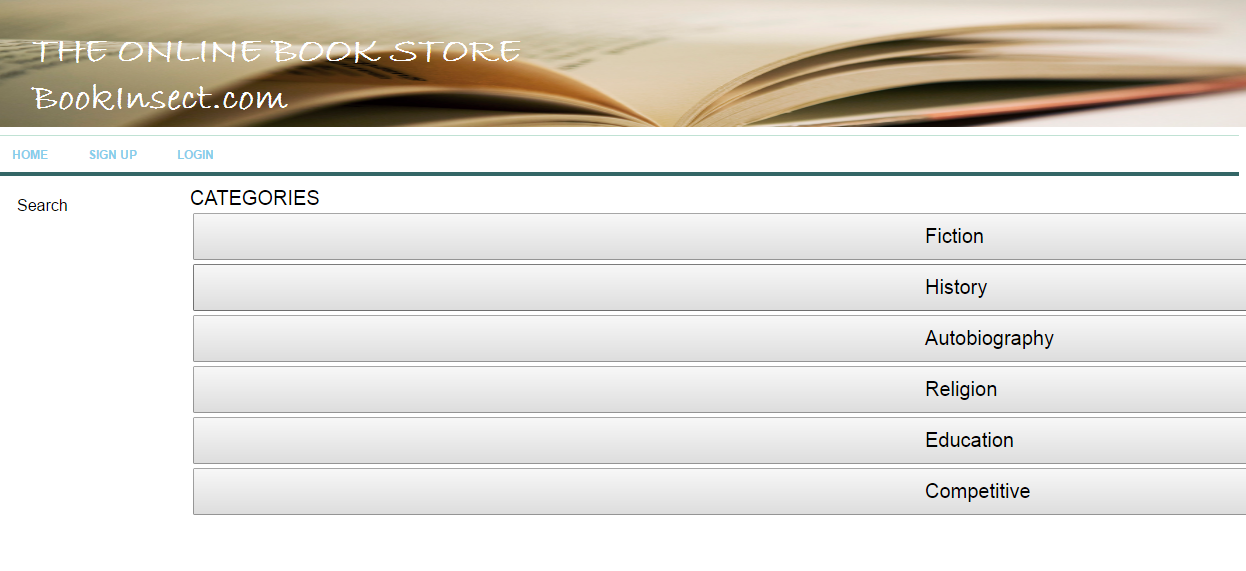 THE ONLINE BOOK STORE
BookInsect.com
HOME SIGN UP LOGIN
Search
CATEGORIES
Fiction
History
Autobiography
Religion
Education
Competitive